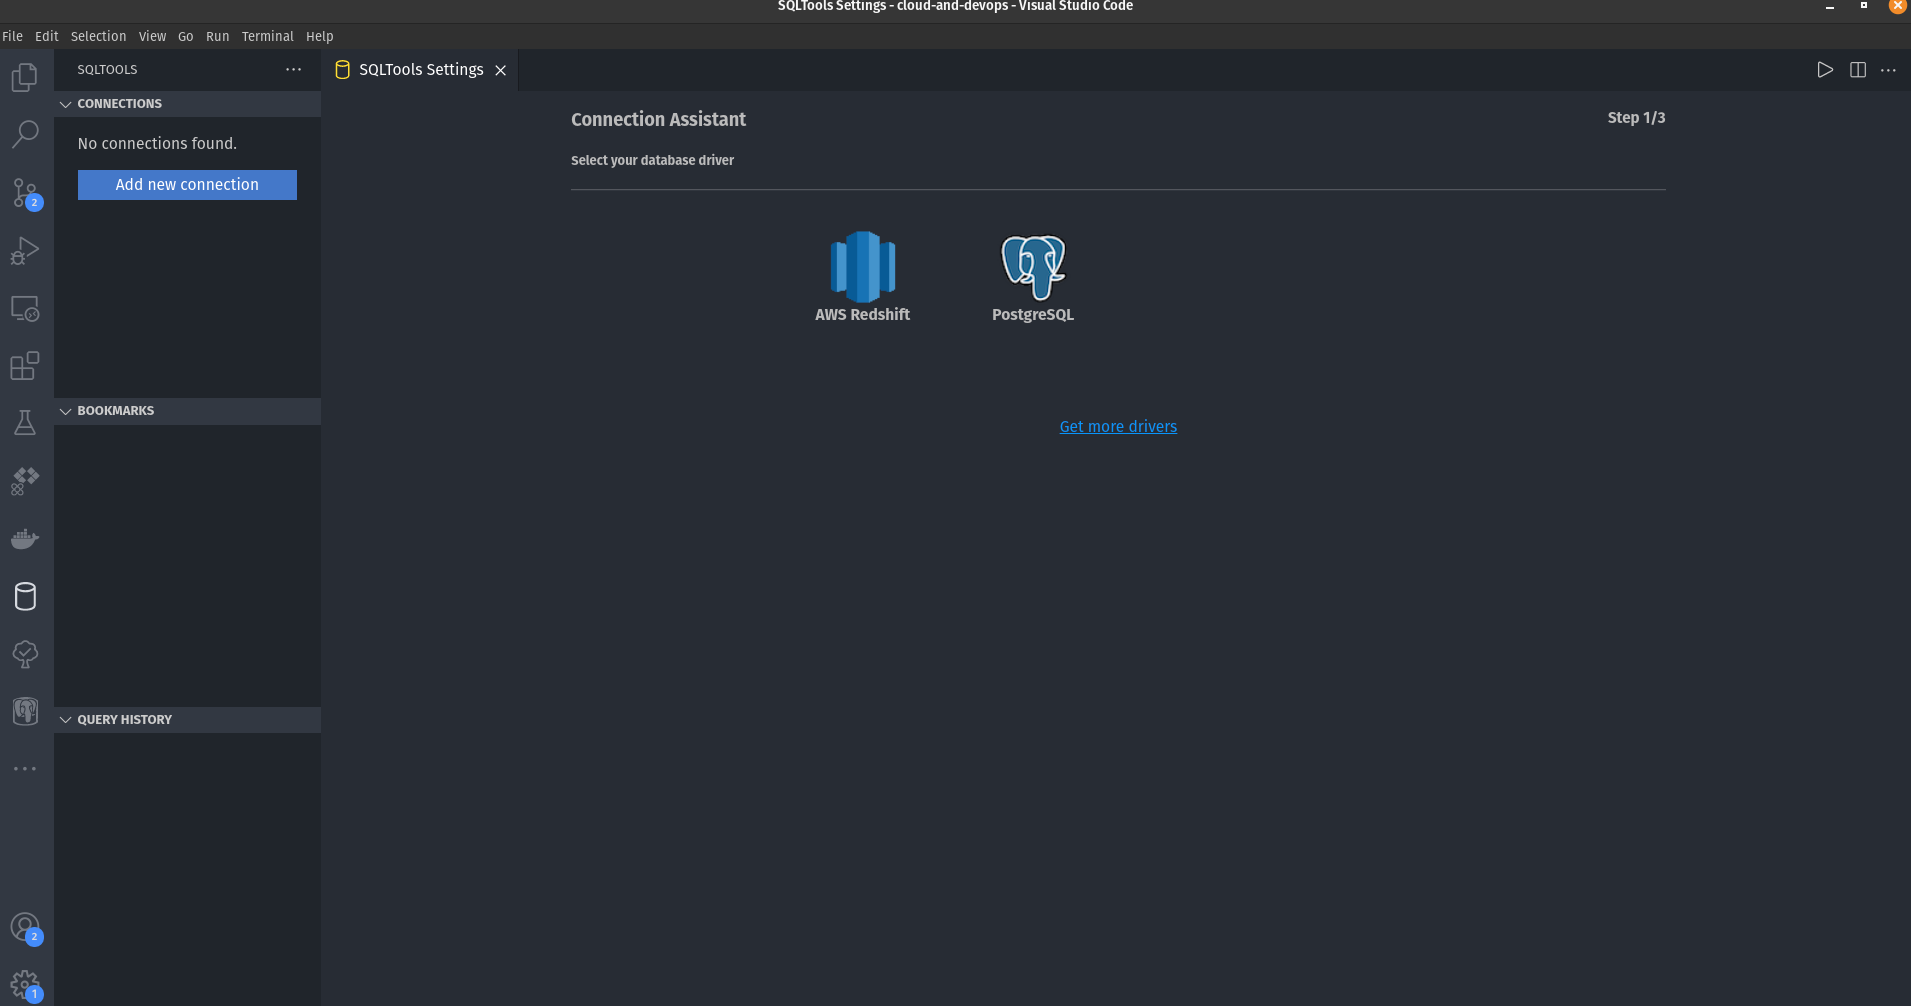 SQLTools Settings - cloud-and-devops - Visual Studio Code
File Edit Selection View Go Run Terminal Help
SQLTOOLS
SQLTools Settings
CONNECTIONS
No connections found.
Add new connection
Connection Assistant
Step 1/3
Select your database driver
AWS Redshift
PostgreSQL
Get more drivers
BOOKMARKS
QUERY HISTORY
2
2
1